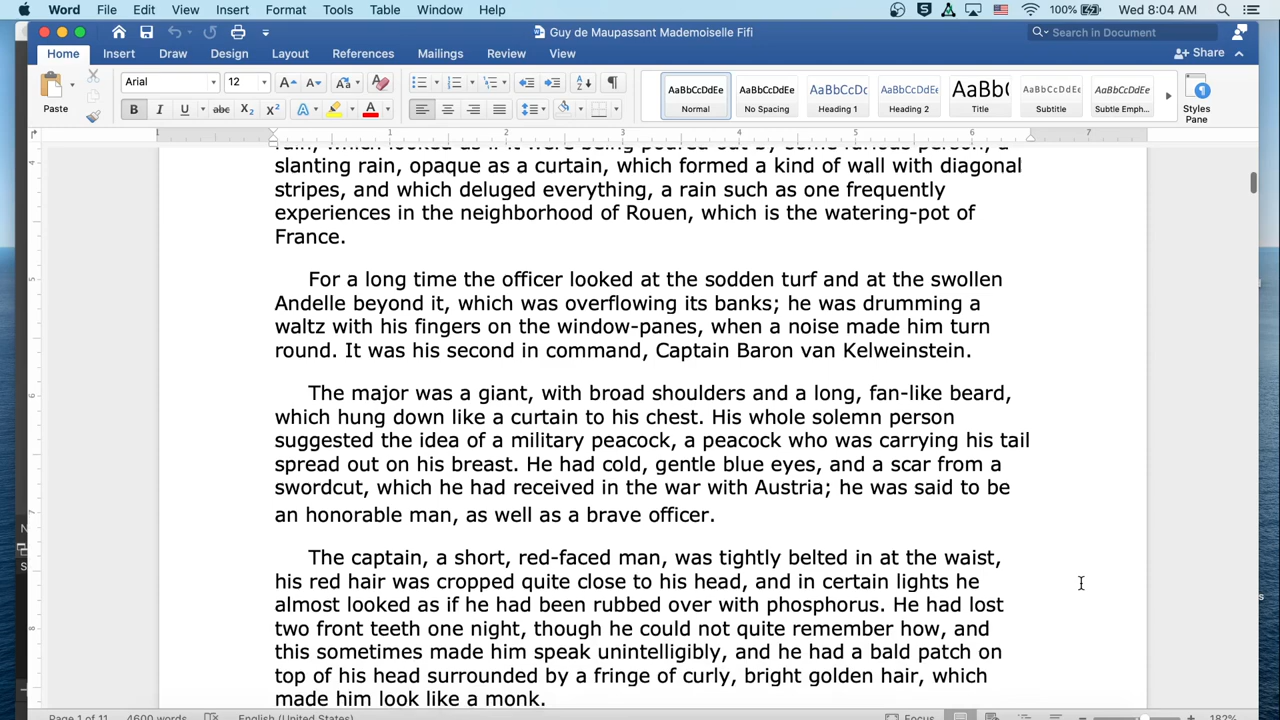 Word File Edit View Insert Format Tools Table Window Help 100% Wed 8:04 AM
Guy de Maupassant Mademoiselle Fifi
Search in Document
Home Insert Draw Design Layout References Mailings Review View Share
Paste
Arial 12
B I U abc X2 X2 A A
AaBbCcDdEe AaBbCcDdEe AaBbCcDc AaBbCcDdEe AaBbC AaBbCcDdEe AaBbCcDdEe
Normal No Spacing Heading 1 Heading 2 Title Subtitle Subtle Emph...
Styles
Pane
1 1 2 3 4 5 6 7
slanting rain, opaque as a curtain, which formed a kind of wall with diagonal
stripes, and which deluged everything, a rain such as one frequently
experiences in the neighborhood of Rouen, which is the watering-pot of
France.
For a long time the officer looked at the sodden turf and at the swollen
Andelle beyond it, which was overflowing its banks; he was drumming a
waltz with his fingers on the window-panes, when a noise made him turn
round. It was his second in command, Captain Baron van Kelweinstein.
The major was a giant, with broad shoulders and a long, fan-like beard,
which hung down like a curtain to his chest. His whole solemn person
suggested the idea of a military peacock, a peacock who was carrying his tail
spread out on his breast. He had cold, gentle blue eyes, and a scar from a
swordcut, which he had received in the war with Austria; he was said to be
an honorable man, as well as a brave officer.
The captain, a short, red-faced man, was tightly belted in at the waist,
his red hair was cropped quite close to his head, and in certain lights he
almost looked as if he had been rubbed over with phosphorus. He had lost
two front teeth one night, though he could not quite remember how, and
this sometimes made him speak unintelligibly, and he had a bald patch on
top of his head surrounded by a fringe of curly, bright golden hair, which
made him look like a monk.
Page 1 of 11 4600 words English (United States) Focus 182%